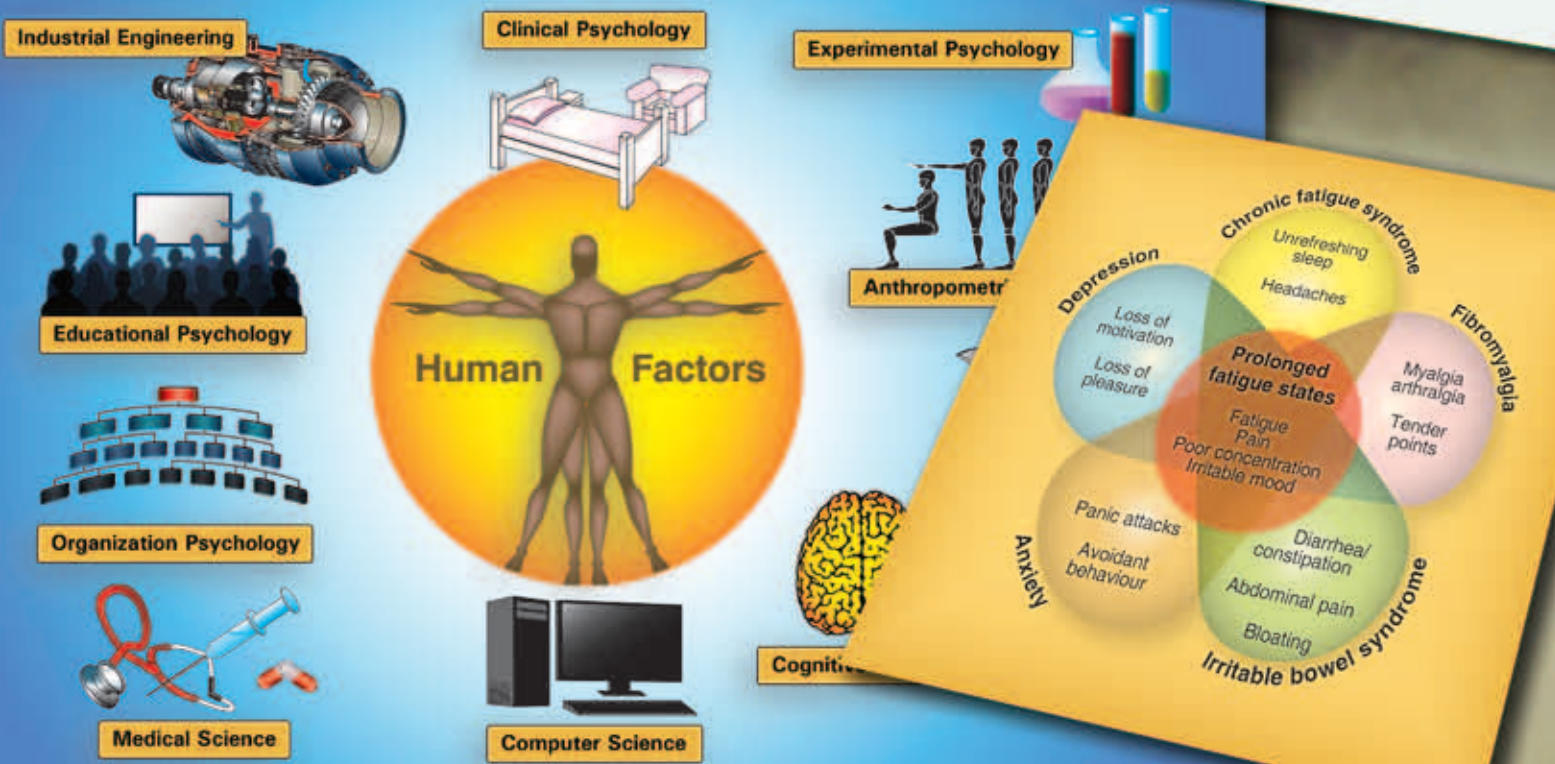 Industrial Engineering
Clinical Psychology
Experimental Psychology
Educational Psychology
Human Factors
Organization Psychology
Medical Science
Computer Science
Chronic fatigue syndrome
Unrefreshing
sleep
Headaches
Depression
Loss of
motivation
Loss of
pleasure
Fibromyalgia
Myalgia
arthralgia
Tender
points
Prolonged
fatigue states
Fatigue
Pain
Poor concentration
Irritable mood
Anxiety
Panic attacks
Avoidant
behaviour
Diarrhea/
constipation
Abdominal pain
Bloating
Irritable bowel syndrome